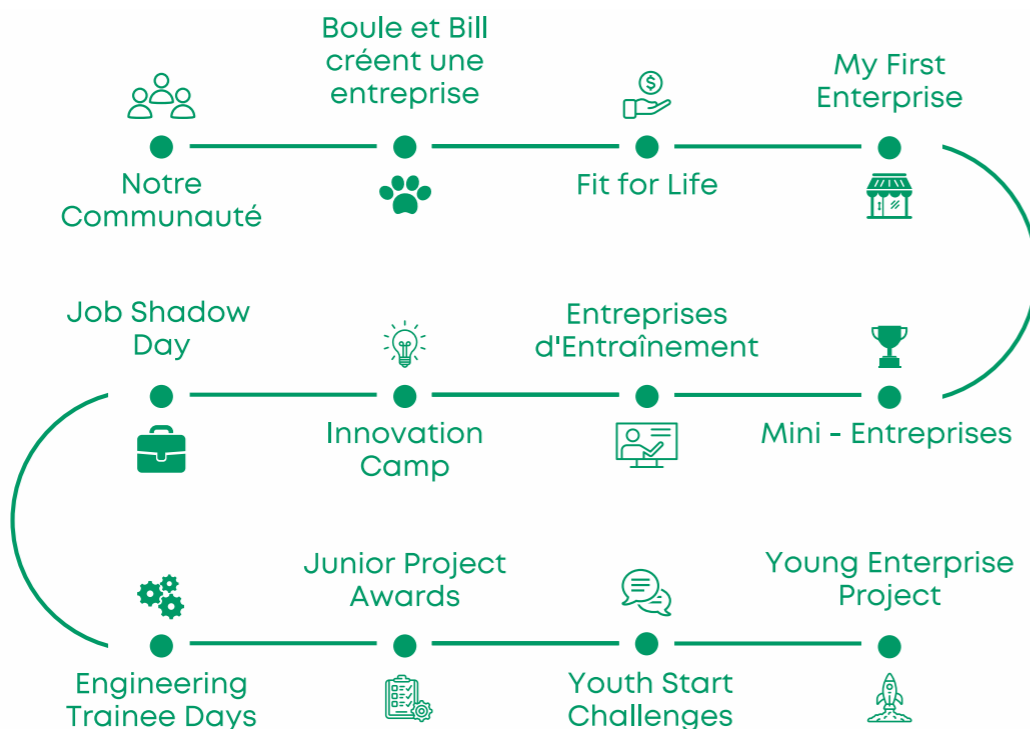 Notre
Communauté
Boule et Bill
créent une
entreprise
Fit for Life
My First
Enterprise
Job Shadow
Day
Innovation
Camp
Entreprises
d'Entraînement
Mini - Entreprises
Engineering
Trainee Days
Junior Project
Awards
Youth Start
Challenges
Young Enterprise
Project